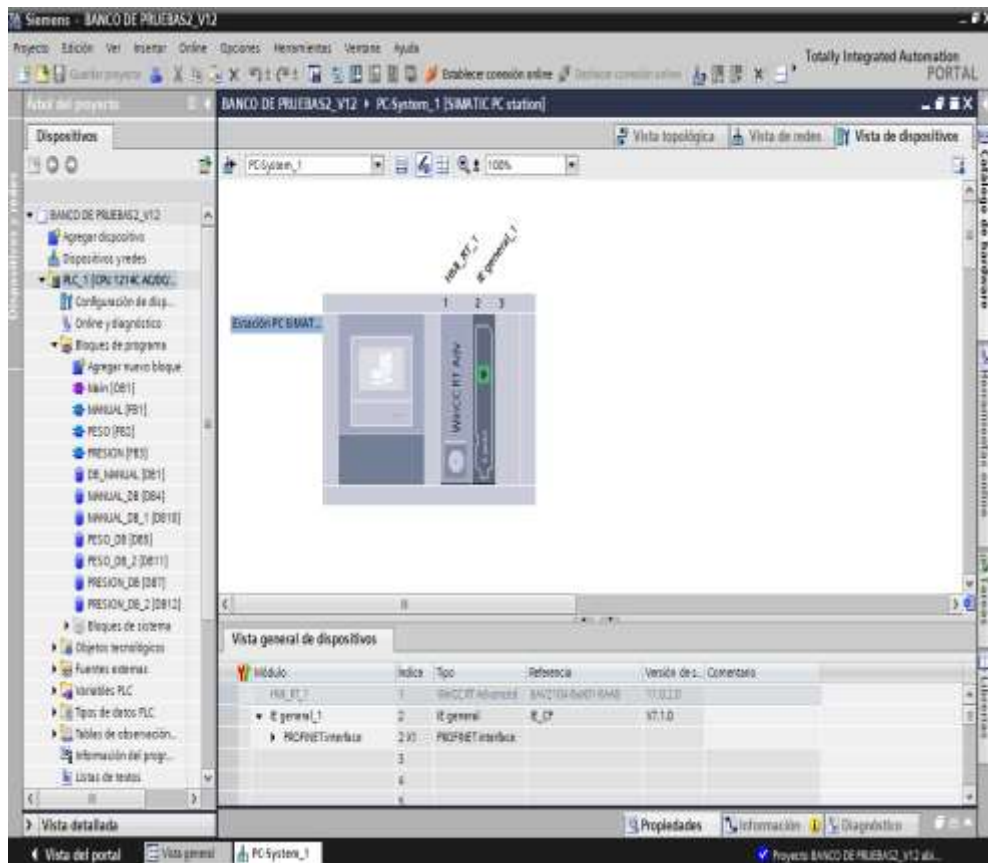 Siemens - BANCO DE PRUEBAS2_V12
Proyecto Edición Ver Insertar Online Opciones Herramientas Ventana Ayuda
Totally Integrated Automation
PORTAL
Guardar proyecto
Establecer conexión online
Árbol del proyecto
BANCO DE PRUEBAS2_V12 PC-System_1 [SIMATIC PC station]
Dispositivos
Vista topológica
Vista de redes
Vista de dispositivos
PC-System_1
100%
BANCO DE PRUEBAS2_V12
Agregar dispositivo
Dispositivos y redes
PLC_1 [CPU 1214C AC/DC/...
Configuración de disp...
Online y diagnóstico
Bloques de programa
Agregar nuevo bloque
Main [OB1]
MANUAL [FB1]
PESO [FB2]
PRESION [FB3]
DB_MANUAL [DB1]
MANUAL_DB [DB4]
MANUAL_DB_1 [DB10]
PESO_DB [DB5]
PESO_DB_2 [DB11]
PRESION_DB [DB7]
PRESION_DB_2 [DB12]
Bloques de sistema
Objetos tecnológicos
Fuentes externas
Variables PLC
Tipos de datos PLC
Tablas de observación...
Información del progr...
Listas de textos
Vista detallada
HMI_RT_1
IE general_1
1 2 3
Estación PC SIMAT...
WinCC RT Adv
Vista general de dispositivos
Módulo Índice Tipo Referencia Versión de s... Comentario
HMI_RT_1 1 WinCC RT Advanced
IE general_1 2 IE general IE_CP V7.1.0
PROFINET interface 2 X1 PROFINET interface
3
4
5
Propiedades
Información
Diagnóstico
Catálogo de hardware
Herramientas online
Tareas
Librerías
Dispositivos y redes
Vista del portal
Vista general
PC-System_1
Proyecto BANCO DE PRUEBAS2_V12 abi...